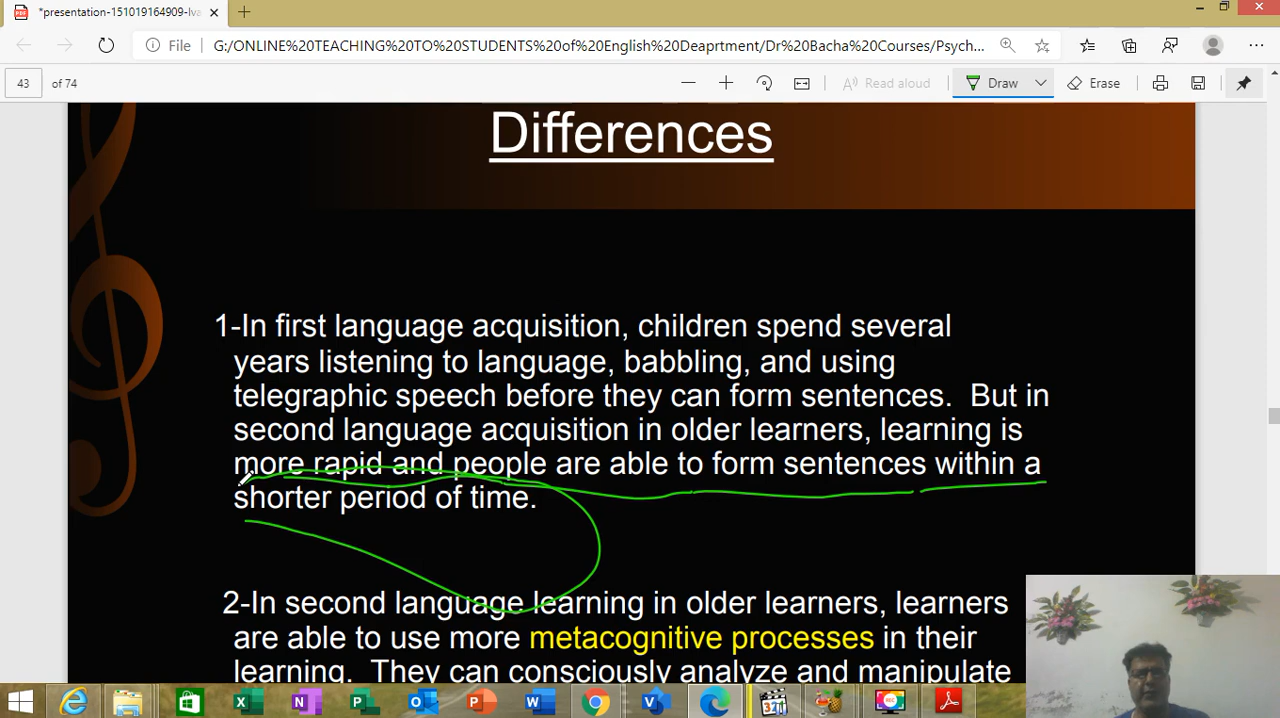 *presentation-151019164909-lva
File
G:/ONLINE%20TEACHING%20TO%20STUDENTS%20of%20English%20Deaprtment/Dr%20Bacha%20Courses/Psych...
43 of 74
Read aloud
Draw
Erase
Differences
1-In first language acquisition, children spend several
years listening to language, babbling, and using
telegraphic speech before they can form sentences. But in
second language acquisition in older learners, learning is
more rapid and people are able to form sentences within a
shorter period of time.
2-In second language learning in older learners, learners
are able to use more metacognitive processes in their
learning. They can consciously analyze and manipulate